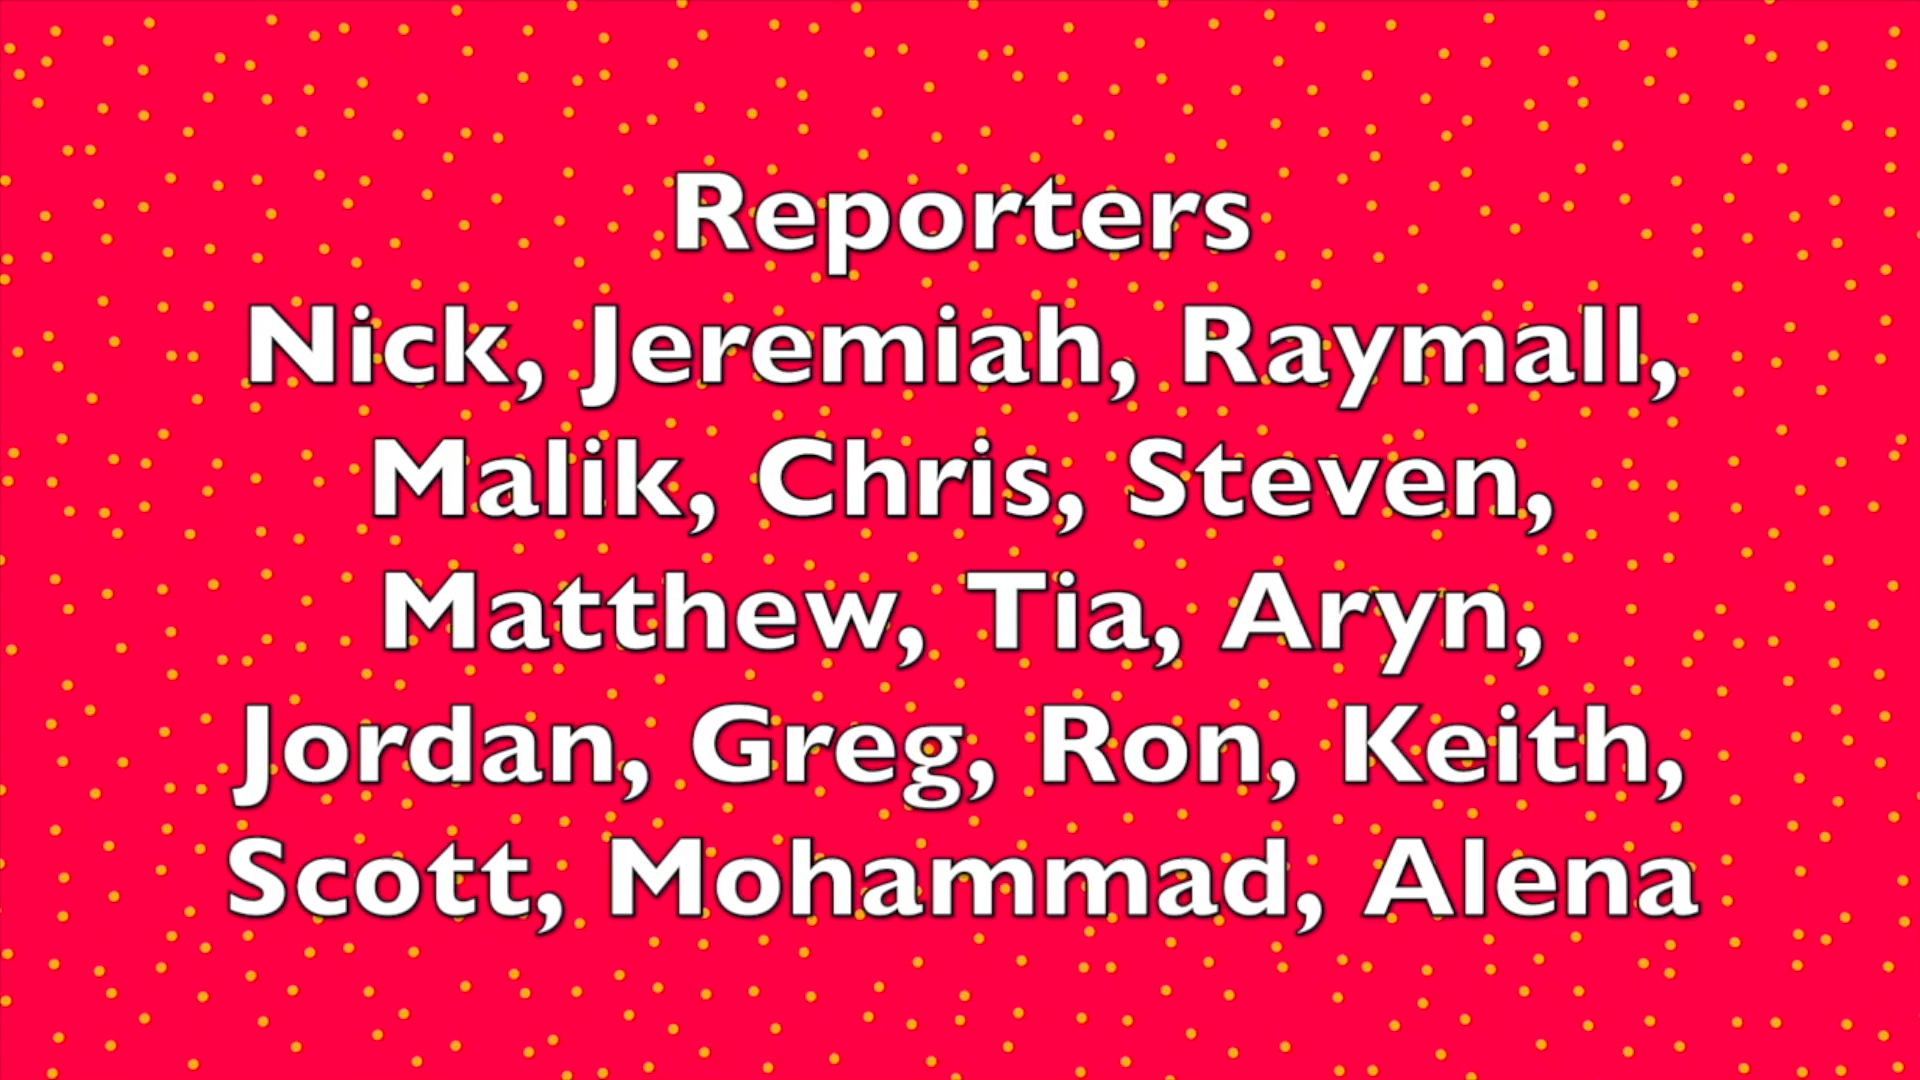 Reporters
Nick, Jeremiah, Raymall,
Malik, Chris, Steven,
Matthew, Tia, Aryn,
Jordan, Greg, Ron, Keith,
Scott, Mohammad, Alena